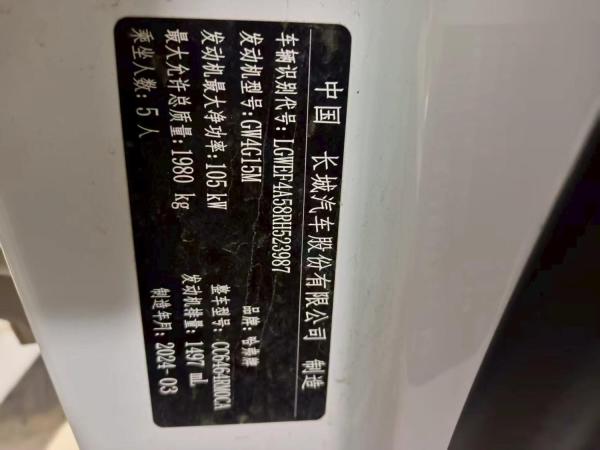 中国 长城汽车股份有限公司 制造
车辆识别代号: LGWEF4A58RH523987
品牌: 哈弗牌
发动机型号: GW4G15M 整车型号: CC6464RM0CA
发动机最大净功率: 105 kW 发动机排量: 1497 mL
最大允许总质量: 1980 kg 制造年月: 2024-03
乘坐人数: 5 人